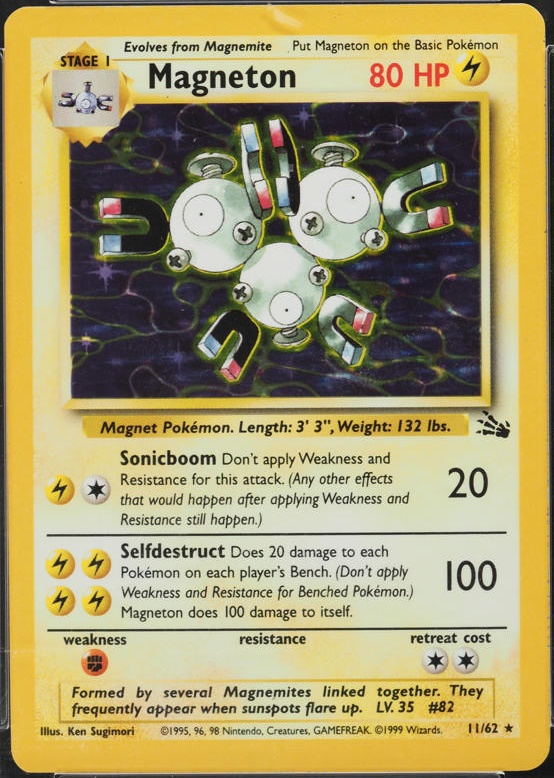 Evolves from Magnemite Put Magneton on the Basic Pokémon
STAGE 1
Magneton 80 HP
Magnet Pokémon. Length: 3' 3", Weight: 132 lbs.
Sonicboom Don't apply Weakness and
Resistance for this attack. (Any other effects
that would happen after applying Weakness and
Resistance still happen.)
20
Selfdestruct Does 20 damage to each
Pokémon on each player's Bench. (Don't apply
Weakness and Resistance for Benched Pokémon.)
Magneton does 100 damage to itself.
100
weakness resistance retreat cost
Formed by several Magnemites linked together. They
frequently appear when sunspots flare up. LV. 35 #82
Illus. Ken Sugimori ©1995, 96, 98 Nintendo, Creatures, GAMEFREAK. ©1999 Wizards. 11/62 ★